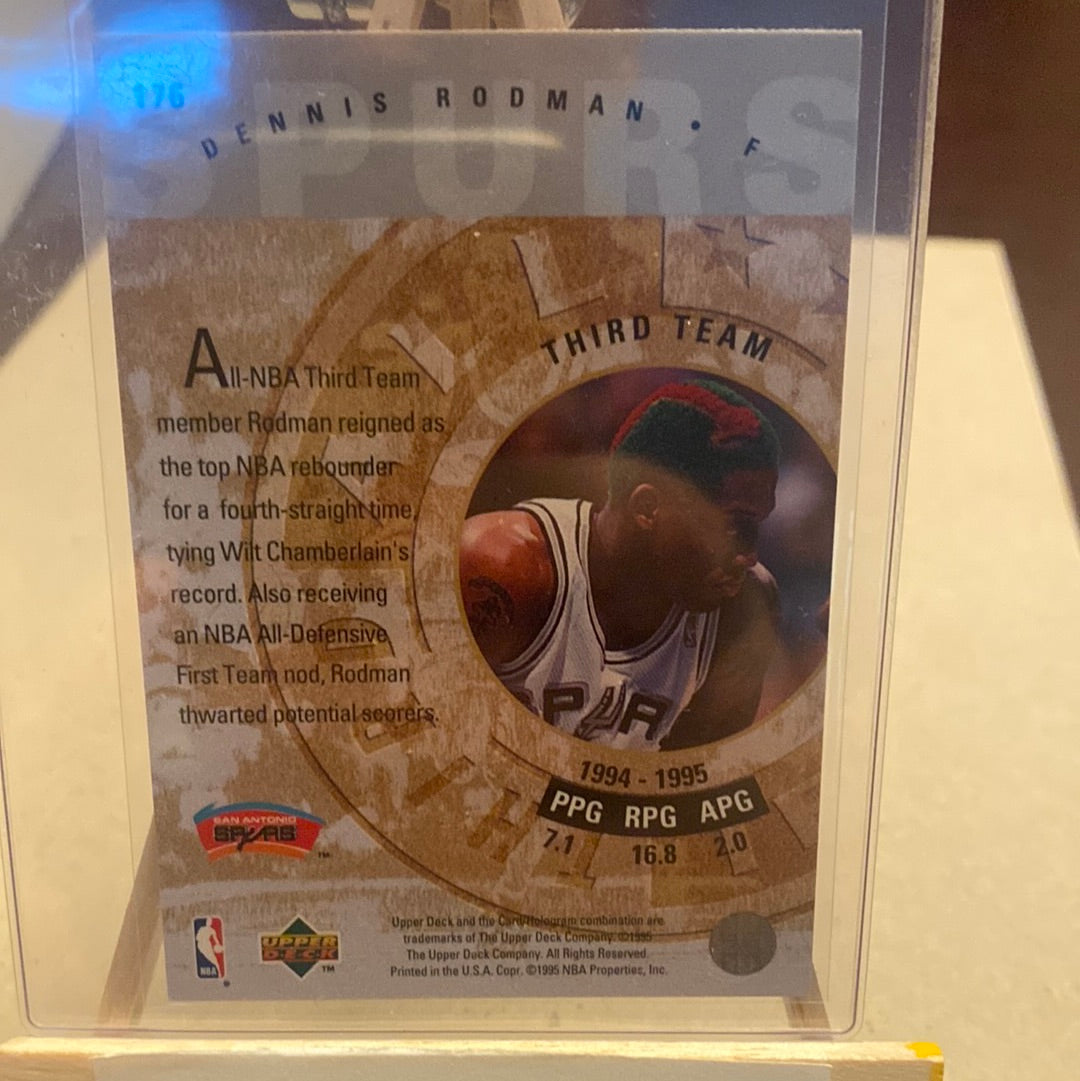 176
SPURS
DENNIS RODMAN • F
THIRD TEAM
All-NBA Third Team
member Rodman reigned as
the top NBA rebounder
for a fourth-straight time,
tying Wilt Chamberlain's
record. Also receiving
an NBA All-Defensive
First Team nod, Rodman
thwarted potential scorers.
SPUR
1994 - 1995
PPG RPG APG
7.1 16.8 2.0
SAN ANTONIO
SPURS
TM
NBA
UPPER
DECK
TM
Upper Deck and the Card/Hologram combination are
trademarks of The Upper Deck Company. ©1995
The Upper Deck Company. All Rights Reserved.
Printed in the U.S.A. Copr. ©1995 NBA Properties, Inc.